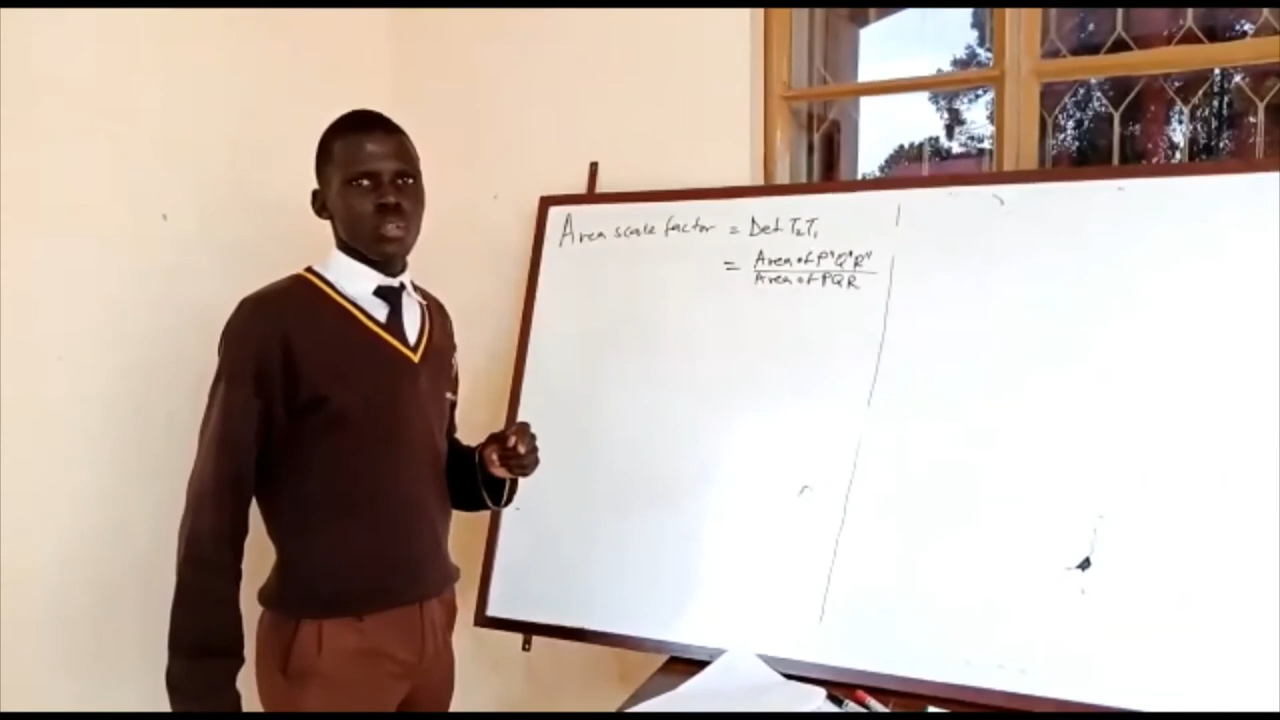 Area scale factor = Det T₂T₁
= Area of P"Q"R"
Area of PQR